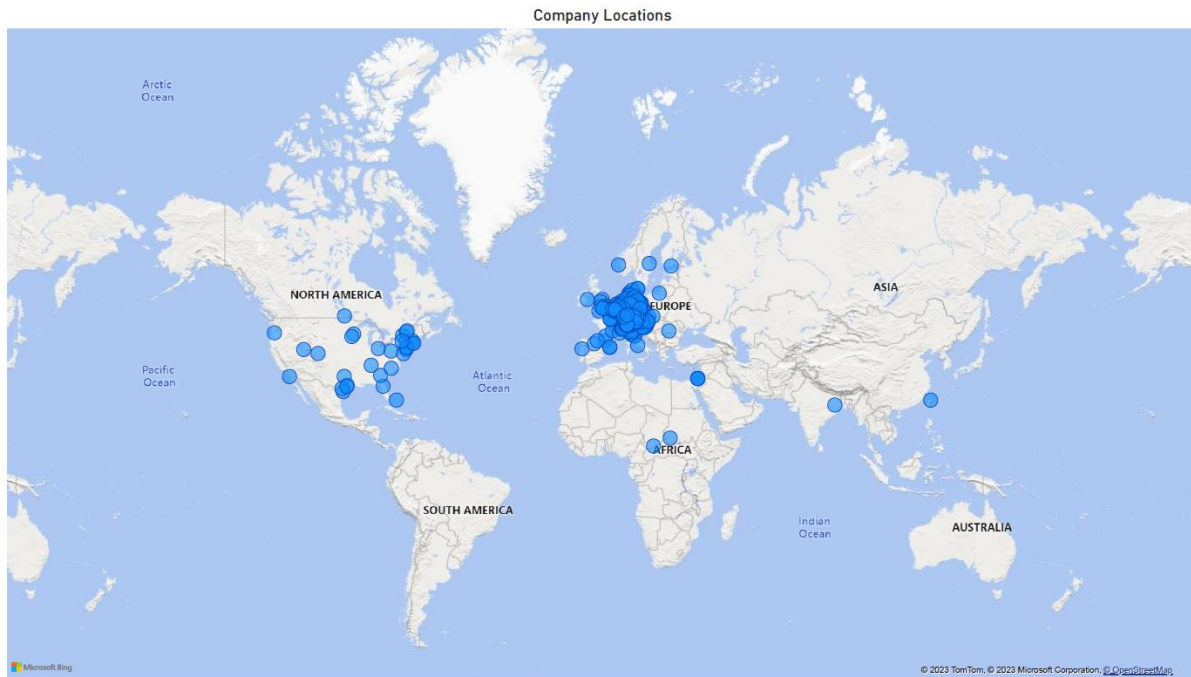 Company Locations
Arctic
Ocean
NORTH AMERICA
ASIA
EUROPE
Pacific
Ocean
Atlantic
Ocean
AFRICA
SOUTH AMERICA
Indian
Ocean
AUSTRALIA
Microsoft Bing
© 2023 TomTom, © 2023 Microsoft Corporation, © OpenStreetMap